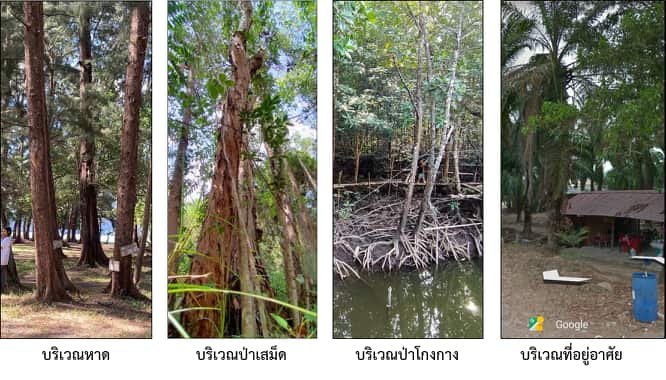 Google
บริเวณหาด
บริเวณป่าเสม็ด
บริเวณป่าโกงกาง
บริเวณที่อยู่อาศัย